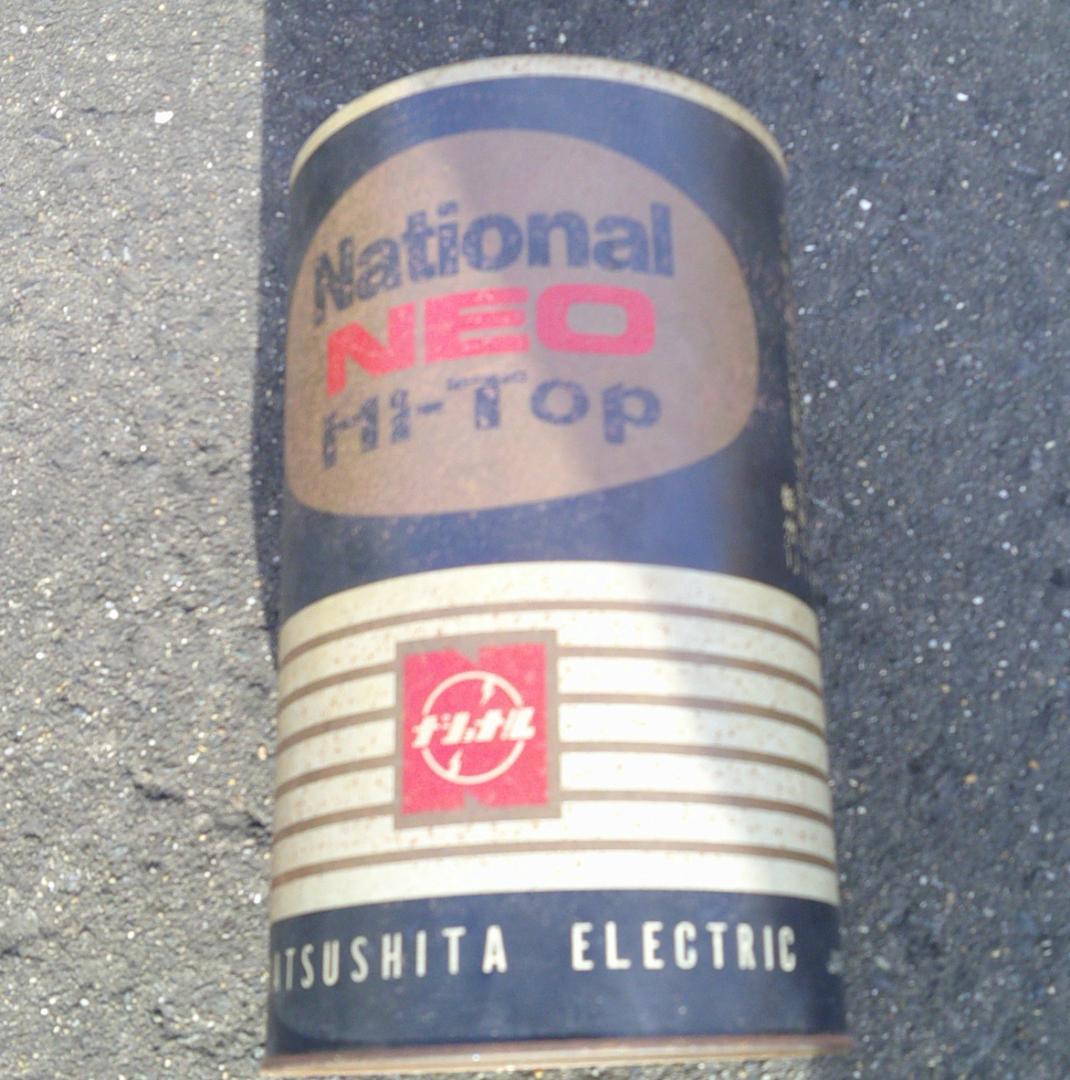 National
NEO
Hi-Top
ナショナル
ATSUSHITA ELECTRIC